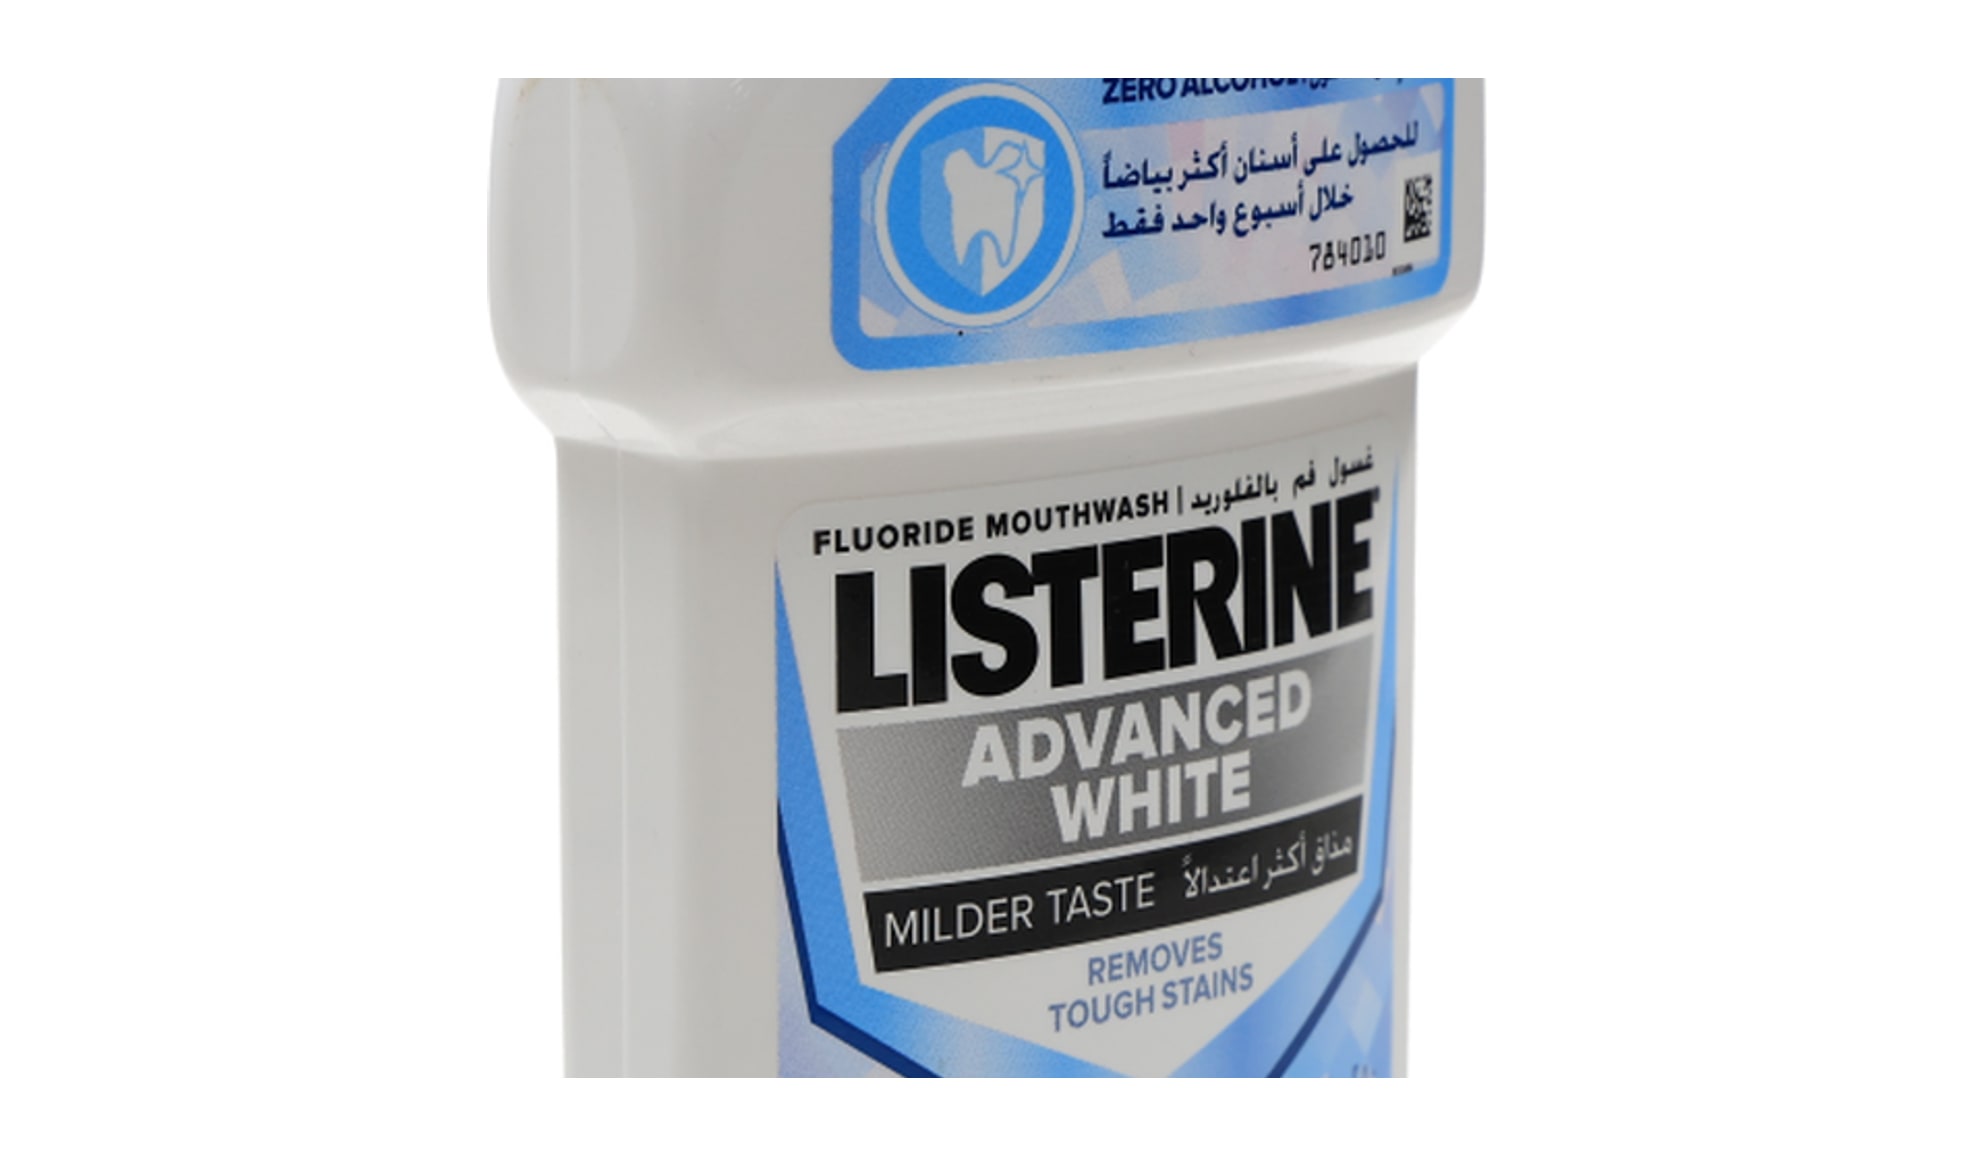 ZERO ALCOHOL
للحصول على أسنان أكثر بياضاً
خلال أسبوع واحد فقط
784010
FLUORIDE MOUTHWASH | غسول فم بالفلوريد
LISTERINE
ADVANCED
WHITE
MILDER TASTE مذاق أكثر اعتدالاً
REMOVES
TOUGH STAINS